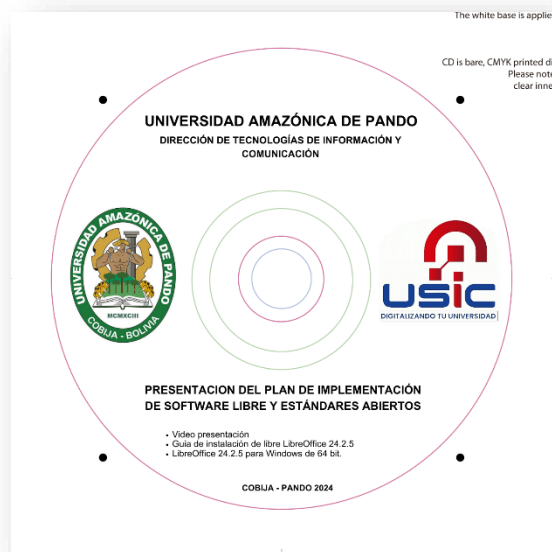 The white base is applie
CD is bare, CMYK printed di
Please note
clear inne
UNIVERSIDAD AMAZÓNICA DE PANDO
DIRECCIÓN DE TECNOLOGÍAS DE INFORMACIÓN Y
COMUNICACIÓN
UNIVERSIDAD AMAZÓNICA DE PANDO
MCMXCIII
COBIJA - BOLIVIA
USiC
DIGITALIZANDO TU UNIVERSIDAD
PRESENTACION DEL PLAN DE IMPLEMENTACIÓN
DE SOFTWARE LIBRE Y ESTÁNDARES ABIERTOS
• Video presentación
• Guía de instalación de libre LibreOffice 24.2.5
• LibreOffice 24.2.5 para Windows de 64 bit.
COBIJA - PANDO 2024